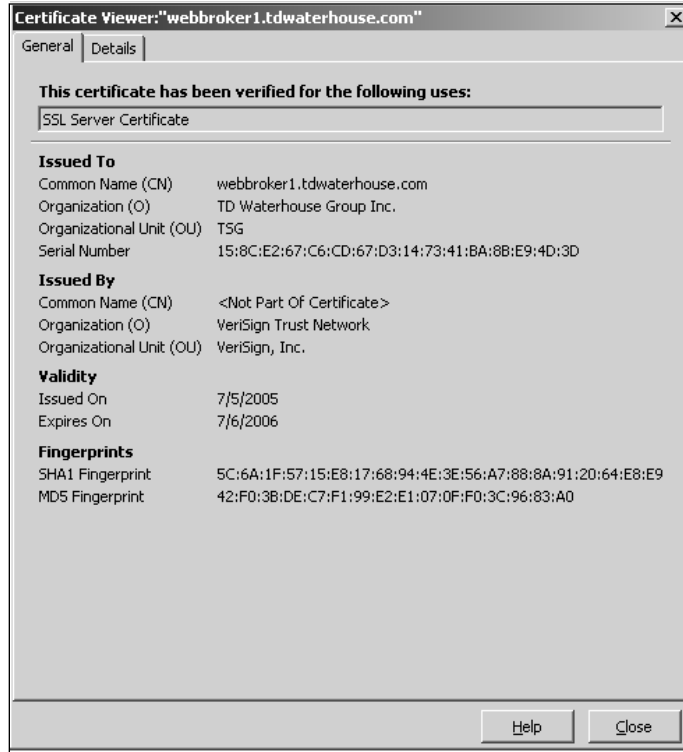 Certificate Viewer:"webbroker1.tdwaterhouse.com"
General Details
This certificate has been verified for the following uses:
SSL Server Certificate
Issued To
Common Name (CN) webbroker1.tdwaterhouse.com
Organization (O) TD Waterhouse Group Inc.
Organizational Unit (OU) TSG
Serial Number 15:8C:E2:67:C6:CD:67:D3:14:73:41:BA:8B:E9:4D:3D
Issued By
Common Name (CN) <Not Part Of Certificate>
Organization (O) VeriSign Trust Network
Organizational Unit (OU) VeriSign, Inc.
Validity
Issued On 7/5/2005
Expires On 7/6/2006
Fingerprints
SHA1 Fingerprint 5C:6A:1F:57:15:E8:17:68:94:4E:3E:56:A7:88:8A:91:20:64:E8:E9
MD5 Fingerprint 42:F0:3B:DE:C7:F1:99:E2:E1:07:0F:F0:3C:96:83:A0
Help Close